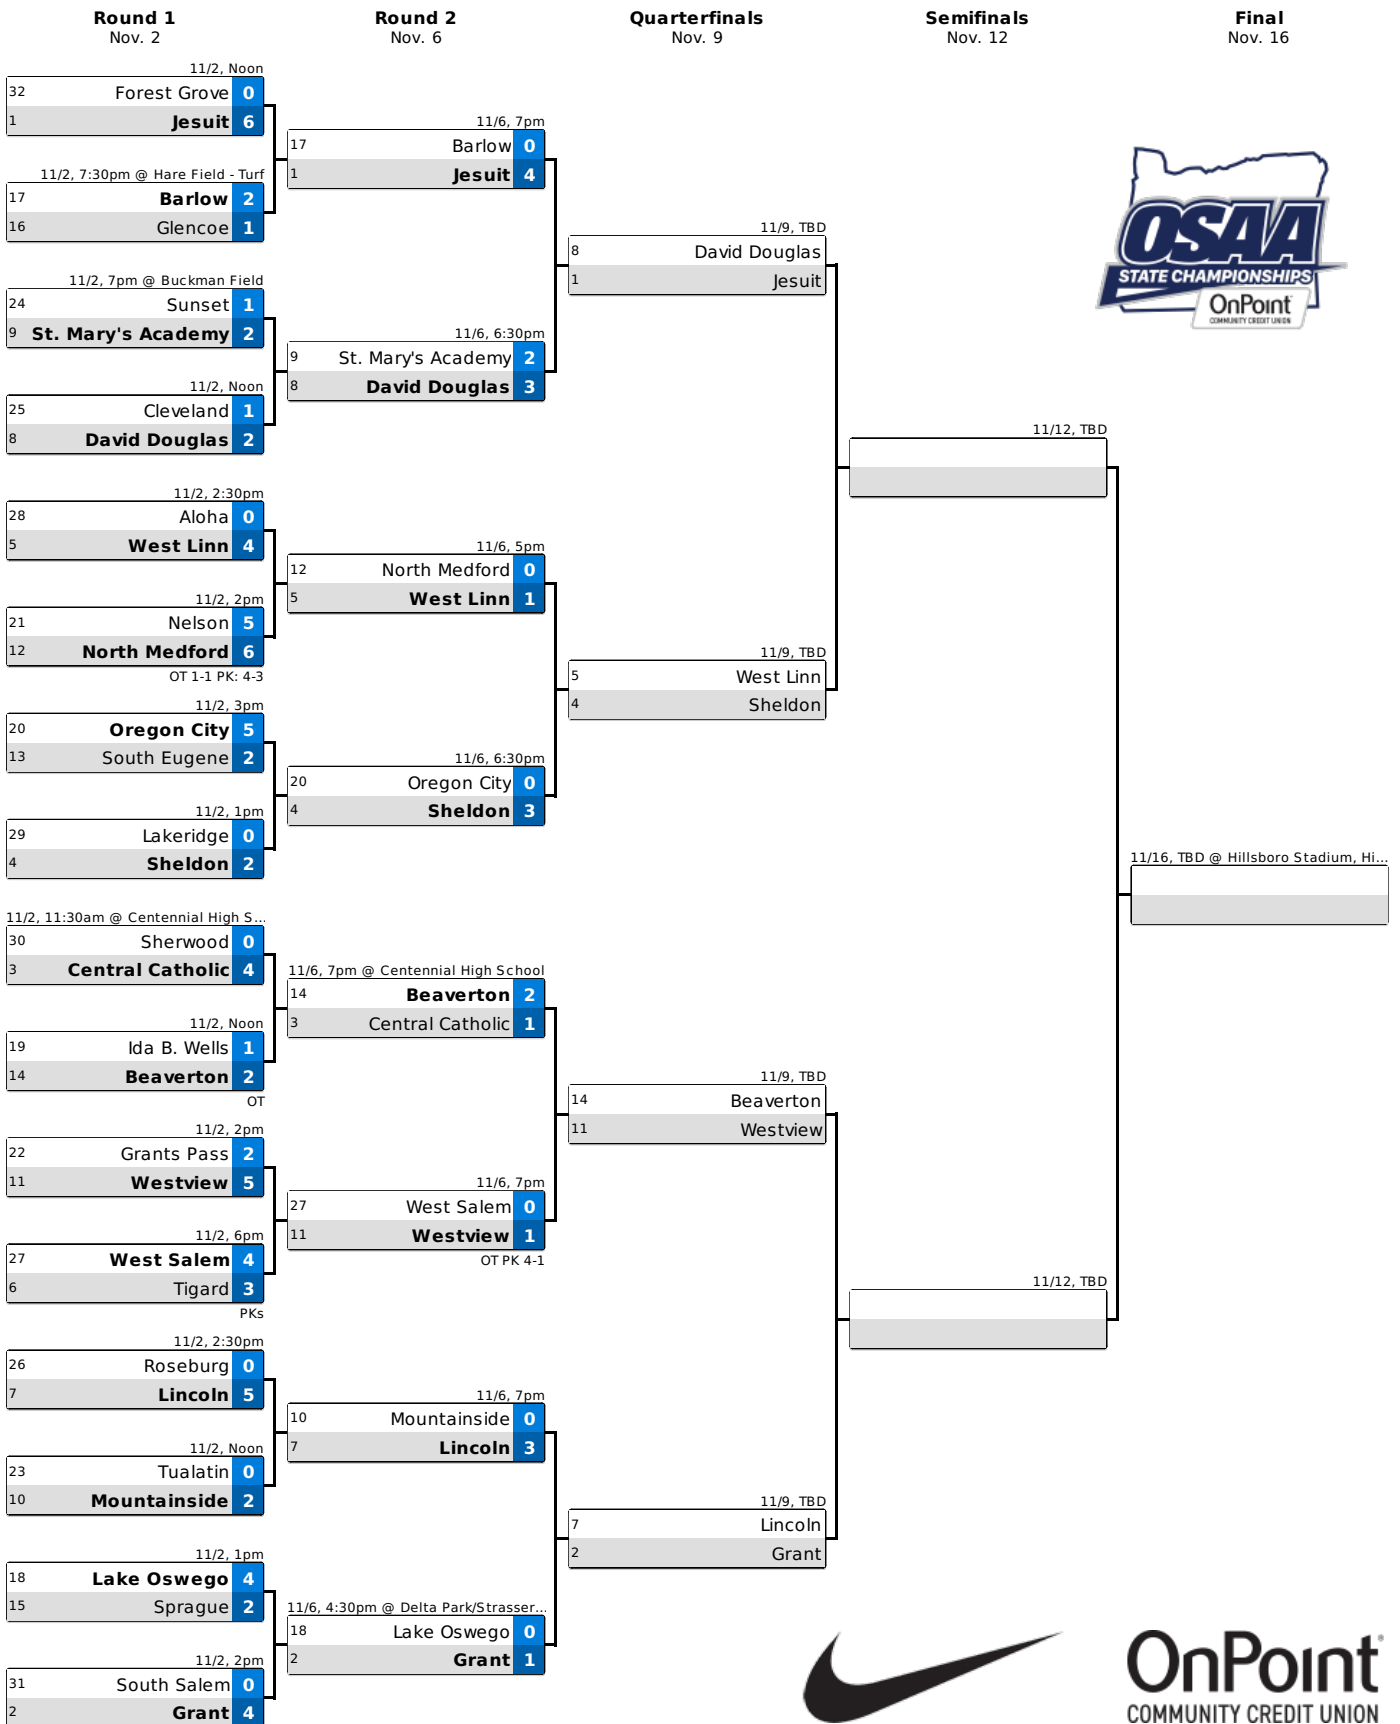 Round 1
Nov. 2
Round 2
Nov. 6
Quarterfinals
Nov. 9
Semifinals
Nov. 12
Final
Nov. 16
11/2, Noon
32 Forest Grove 0
1 Jesuit 6
11/2, 7:30pm @ Hare Field - Turf
17 Barlow 2
16 Glencoe 1
11/2, 7pm @ Buckman Field
24 Sunset 1
9 St. Mary's Academy 2
11/2, Noon
25 Cleveland 1
8 David Douglas 2
11/2, 2:30pm
28 Aloha 0
5 West Linn 4
11/2, 2pm
21 Nelson 5
12 North Medford 6
OT 1-1 PK: 4-3
11/2, 3pm
20 Oregon City 5
13 South Eugene 2
11/2, 1pm
29 Lakeridge 0
4 Sheldon 2
11/2, 11:30am @ Centennial High S...
30 Sherwood 0
3 Central Catholic 4
11/2, Noon
19 Ida B. Wells 1
14 Beaverton 2
OT
11/2, 2pm
22 Grants Pass 2
11 Westview 5
11/2, 6pm
27 West Salem 4
6 Tigard 3
PKs
11/2, 2:30pm
26 Roseburg 0
7 Lincoln 5
11/2, Noon
23 Tualatin 0
10 Mountainside 2
11/2, 1pm
18 Lake Oswego 4
15 Sprague 2
11/2, 2pm
31 South Salem 0
2 Grant 4
11/6, 7pm
17 Barlow 0
1 Jesuit 4
11/6, 6:30pm
9 St. Mary's Academy 2
8 David Douglas 3
11/6, 5pm
12 North Medford 0
5 West Linn 1
11/6, 6:30pm
20 Oregon City 0
4 Sheldon 3
11/6, 7pm @ Centennial High School
14 Beaverton 2
3 Central Catholic 1
11/6, 7pm
27 West Salem 0
11 Westview 1
OT PK 4-1
11/6, 7pm
10 Mountainside 0
7 Lincoln 3
11/6, 4:30pm @ Delta Park/Strasser...
18 Lake Oswego 0
2 Grant 1
11/9, TBD
8 David Douglas
1 Jesuit
11/9, TBD
5 West Linn
4 Sheldon
11/9, TBD
14 Beaverton
11 Westview
11/9, TBD
7 Lincoln
2 Grant
11/12, TBD
11/12, TBD
11/16, TBD @ Hillsboro Stadium, Hi...
OSAA
STATE CHAMPIONSHIPS
OnPoint
COMMUNITY CREDIT UNION
OnPoint®
COMMUNITY CREDIT UNION